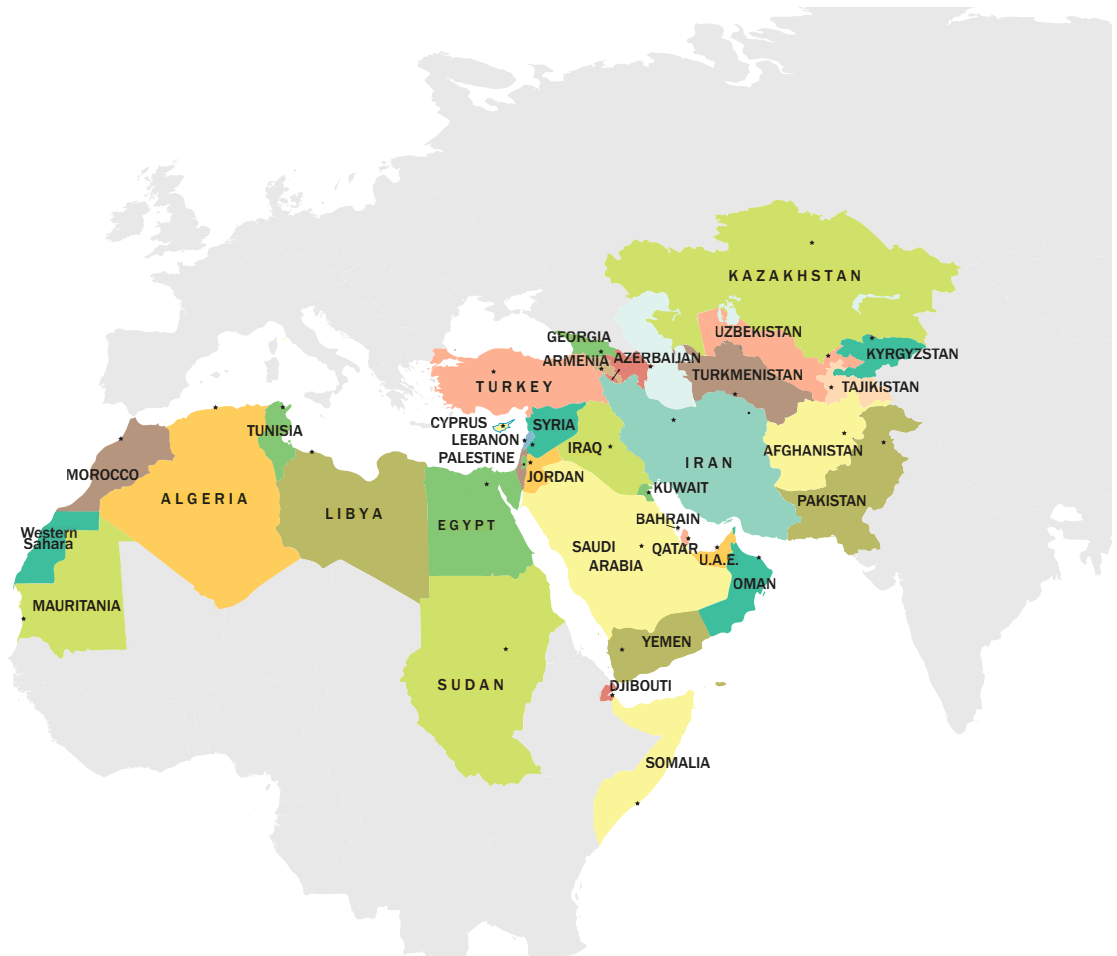 KAZAKHSTAN
UZBEKISTAN
GEORGIA
KYRGYZSTAN
ARMENIA
AZERBAIJAN
TURKMENISTAN
TURKEY
TAJIKISTAN
CYPRUS
SYRIA
TUNISIA
LEBANON
IRAQ
AFGHANISTAN
PALESTINE
IRAN
MOROCCO
JORDAN
KUWAIT
ALGERIA
PAKISTAN
LIBYA
EGYPT
BAHRAIN
Western
Sahara
SAUDI
ARABIA
QATAR
U.A.E.
OMAN
MAURITANIA
YEMEN
SUDAN
DJIBOUTI
SOMALIA